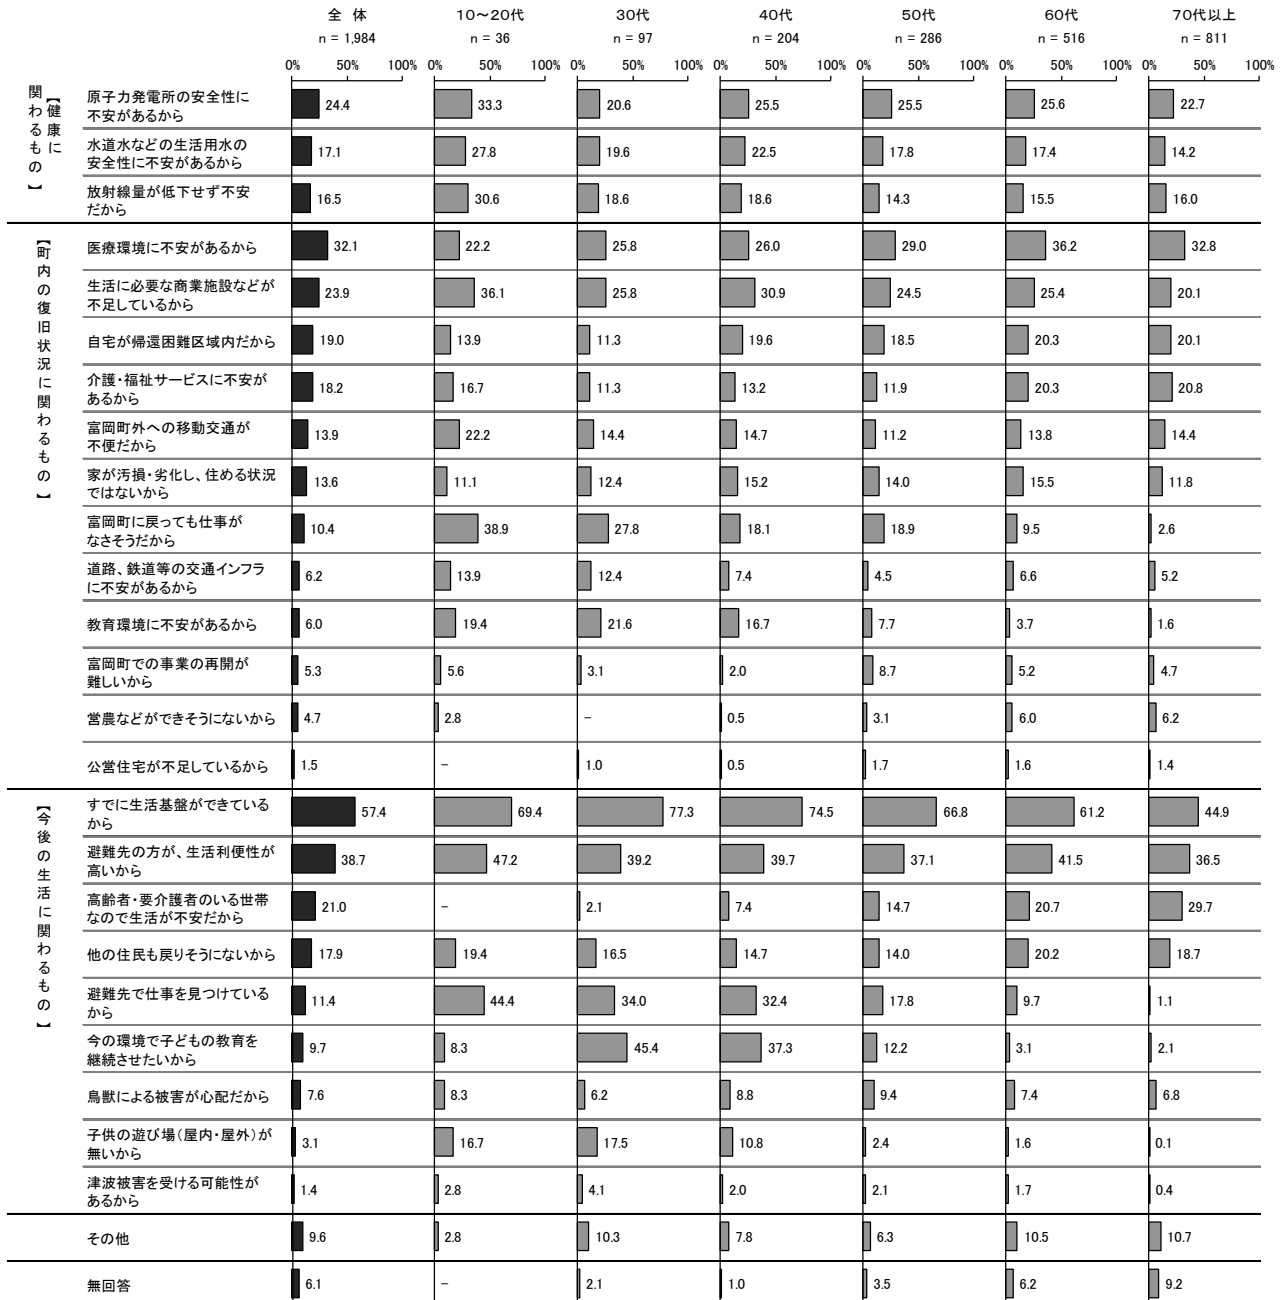 全 体 10～20代 30代 40代 50代 60代 70代以上
n = 1,984 n = 36 n = 97 n = 204 n = 286 n = 516 n = 811
0% 50% 100% 0% 50% 100% 0% 50% 100% 0% 50% 100% 0% 50% 100% 0% 50% 100% 0% 50% 100%
【健康に関わるもの】
原子力発電所の安全性に
不安があるから
24.4 33.3 20.6 25.5 25.5 25.6 22.7
水道水などの生活用水の
安全性に不安があるから
17.1 27.8 19.6 22.5 17.8 17.4 14.2
放射線量が低下せず不安
だから
16.5 30.6 18.6 18.6 14.3 15.5 16.0
【町内の復旧状況に関わるもの】
医療環境に不安があるから
32.1 22.2 25.8 26.0 29.0 36.2 32.8
生活に必要な商業施設などが
不足しているから
23.9 36.1 25.8 30.9 24.5 25.4 20.1
自宅が帰還困難区域内だから
19.0 13.9 11.3 19.6 18.5 20.3 20.1
介護・福祉サービスに不安が
あるから
18.2 16.7 11.3 13.2 11.9 20.3 20.8
富岡町外への移動交通が
不便だから
13.9 22.2 14.4 14.7 11.2 13.8 14.4
家が汚損・劣化し、住める状況
ではないから
13.6 11.1 12.4 15.2 14.0 15.5 11.8
富岡町に戻っても仕事が
なさそうだから
10.4 38.9 27.8 18.1 18.9 9.5 2.6
道路、鉄道等の交通インフラ
に不安があるから
6.2 13.9 12.4 7.4 4.5 6.6 5.2
教育環境に不安があるから
6.0 19.4 21.6 16.7 7.7 3.7 1.6
富岡町での事業の再開が
難しいから
5.3 5.6 3.1 2.0 8.7 5.2 4.7
営農などができそうにないから
4.7 2.8 － 0.5 3.1 6.0 6.2
公営住宅が不足しているから
1.5 － 1.0 0.5 1.7 1.6 1.4
【今後の生活に関わるもの】
すでに生活基盤ができている
から
57.4 69.4 77.3 74.5 66.8 61.2 44.9
避難先の方が、生活利便性が
高いから
38.7 47.2 39.2 39.7 37.1 41.5 36.5
高齢者・要介護者のいる世帯
なので生活が不安だから
21.0 － 2.1 7.4 14.7 20.7 29.7
他の住民も戻りそうにないから
17.9 19.4 16.5 14.7 14.0 20.2 18.7
避難先で仕事を見つけている
から
11.4 44.4 34.0 32.4 17.8 9.7 1.1
今の環境で子どもの教育を
継続させたいから
9.7 8.3 45.4 37.3 12.2 3.1 2.1
鳥獣による被害が心配だから
7.6 8.3 6.2 8.8 9.4 7.4 6.8
子供の遊び場（屋内・屋外）が
無いから
3.1 16.7 17.5 10.8 2.4 1.6 0.1
津波被害を受ける可能性が
あるから
1.4 2.8 4.1 2.0 2.1 1.7 0.4
その他
9.6 2.8 10.3 7.8 6.3 10.5 10.7
無回答
6.1 － 2.1 1.0 3.5 6.2 9.2